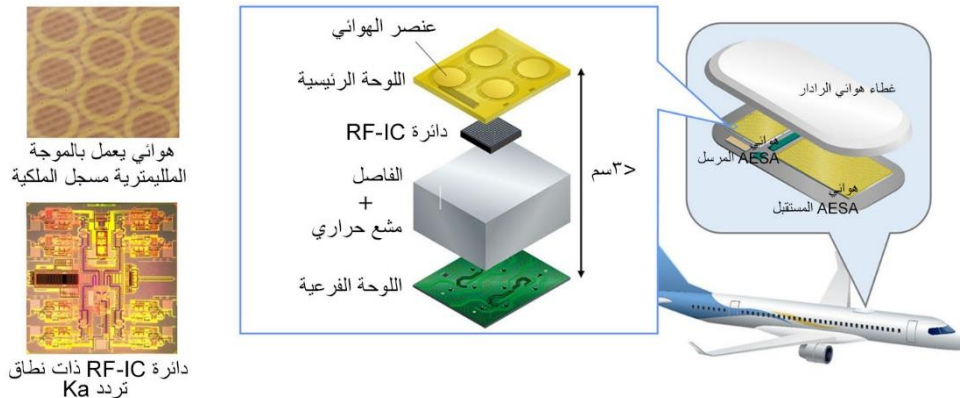 هوائي يعمل بالموجة
الملليمترية مسجل الملكية
دائرة RF-IC ذات نطاق
تردد Ka
عنصر الهوائي
اللوحة الرئيسية
دائرة RF-IC
الفاصل
+
مشع حراري
اللوحة الفرعية
<٣سم
غطاء هوائي الرادار
هوائي
AESA المرسل
هوائي
AESA المستقبل